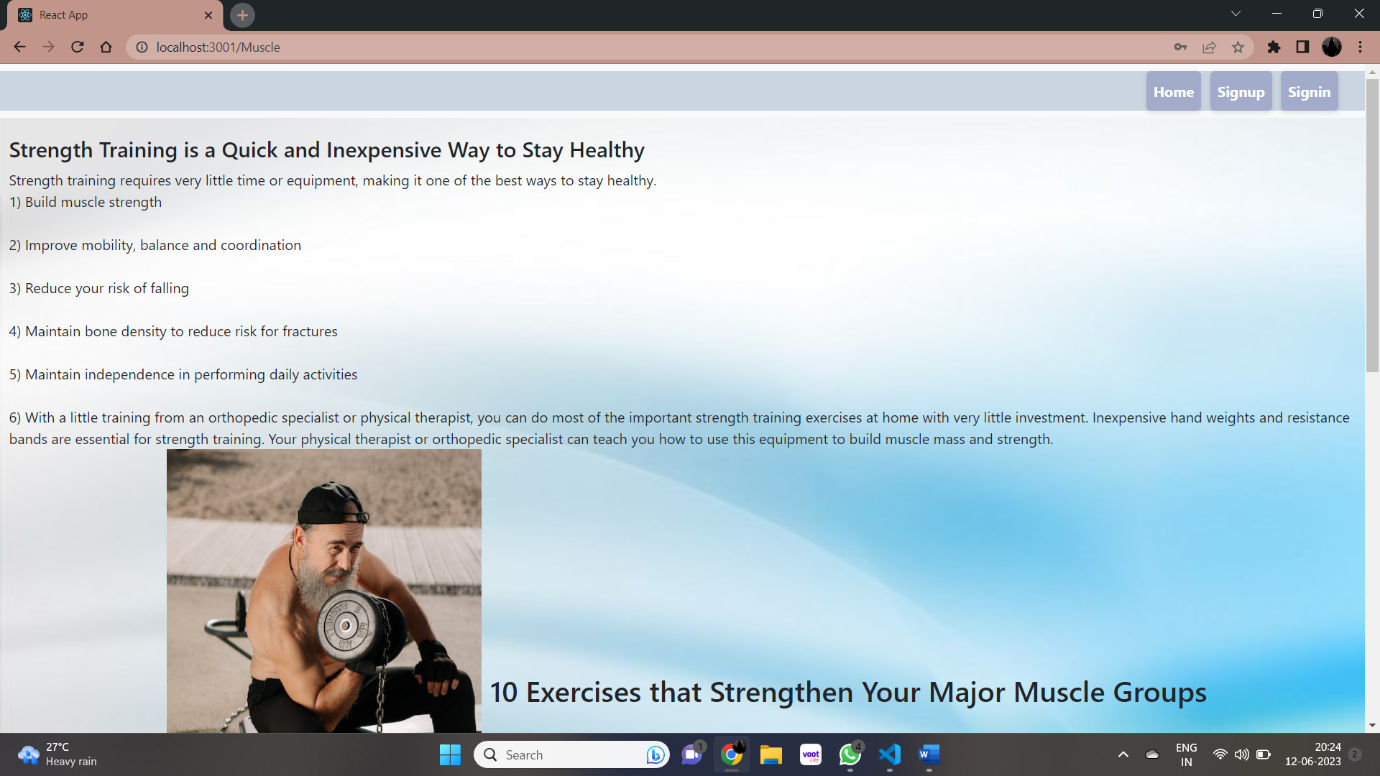 React App
localhost:3001/Muscle
Home Signup Signin
Strength Training is a Quick and Inexpensive Way to Stay Healthy
Strength training requires very little time or equipment, making it one of the best ways to stay healthy.
1) Build muscle strength
2) Improve mobility, balance and coordination
3) Reduce your risk of falling
4) Maintain bone density to reduce risk for fractures
5) Maintain independence in performing daily activities
6) With a little training from an orthopedic specialist or physical therapist, you can do most of the important strength training exercises at home with very little investment. Inexpensive hand weights and resistance
bands are essential for strength training. Your physical therapist or orthopedic specialist can teach you how to use this equipment to build muscle mass and strength.
10 Exercises that Strengthen Your Major Muscle Groups
27°C
Heavy rain
Search
1
voot
4
ENG
IN
20:24
12-06-2023
2